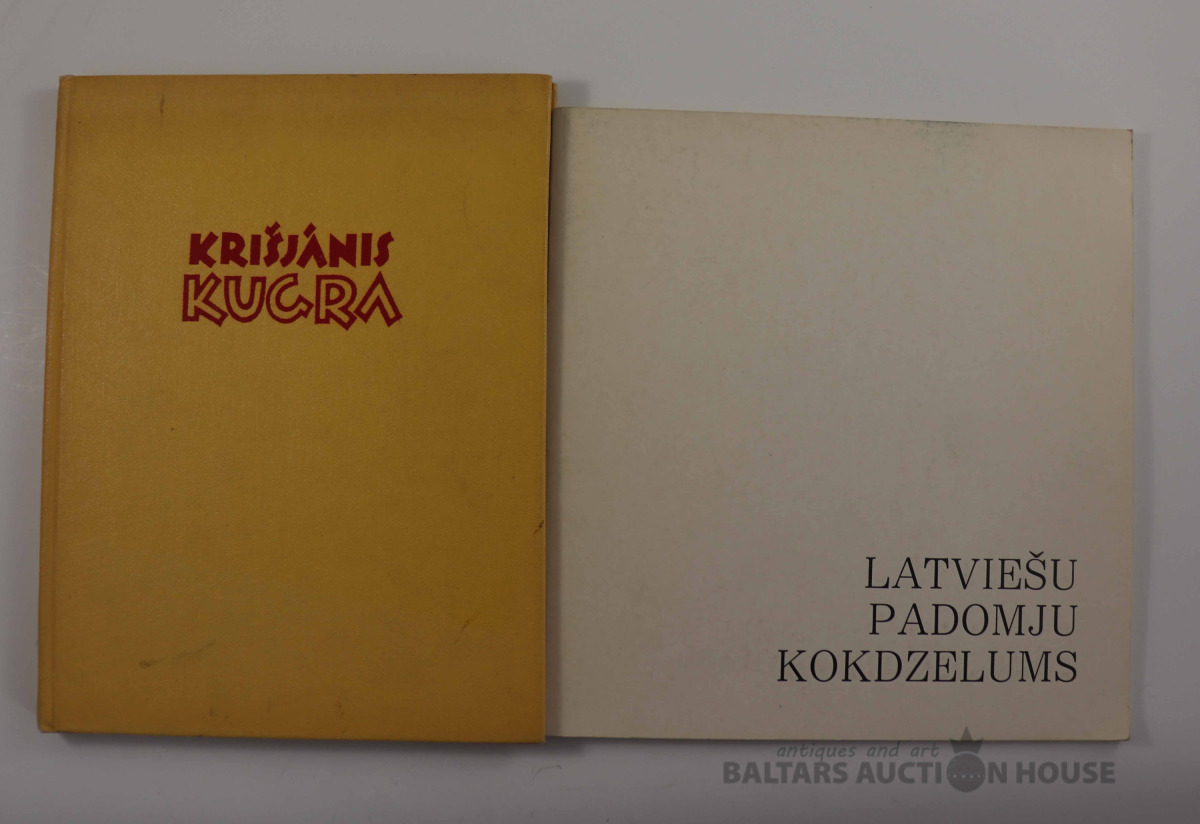 KRIŠJĀNIS
KUGRA
LATVIEŠU
PADOMJU
KOKDZELUMS
antiques and art
BALTARS AUCTION HOUSE